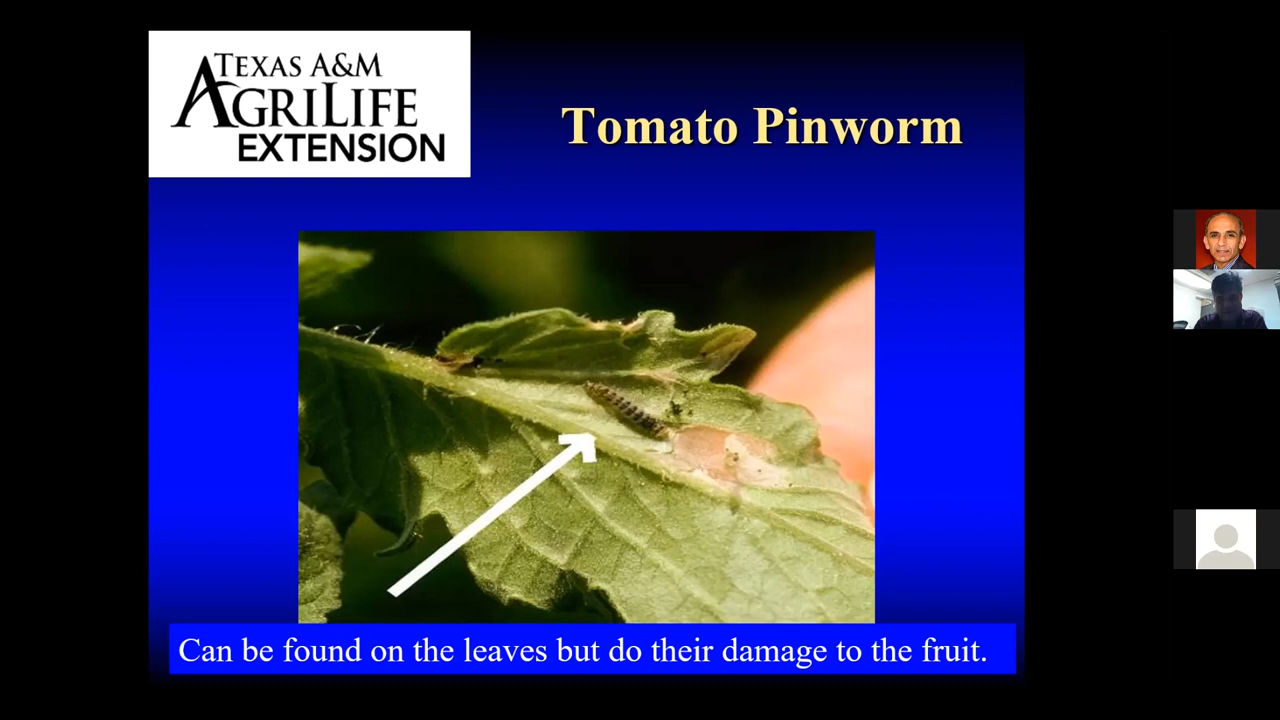 TEXAS A&M
AGRILIFE
EXTENSION
Tomato Pinworm
Can be found on the leaves but do their damage to the fruit.